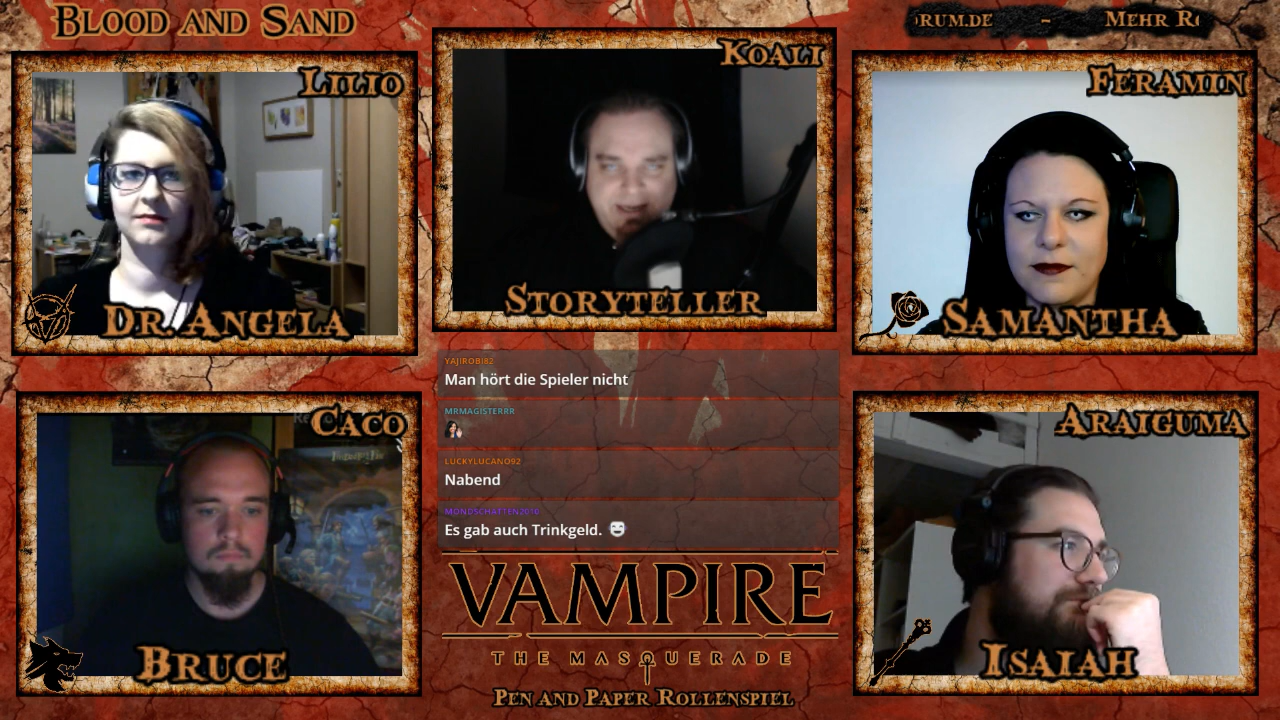 Blood and Sand
RUM.DE - MEHR R
Lilio
Koali
Feramin
Dr. Angela
Storyteller
Samantha
YAJIROBI82
Man hört die Spieler nicht
MRMAGISTERRR
LUCKYLUCANO92
Nabend
MONDSCHATTEN2010
Es gab auch Trinkgeld.
Caco
Araiguma
Bruce
Isaiah
VAMPIRE
THE MASQUERADE
Pen and Paper Rollenspiel